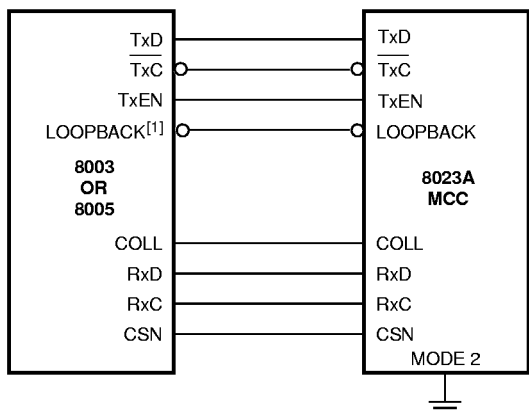 TxD
TxC
TxEN
LOOPBACK[1]
8003
OR
8005
COLL
RxD
RxC
CSN
TxD
TxC
TxEN
LOOPBACK
8023A
MCC
COLL
RxD
RxC
CSN
MODE 2